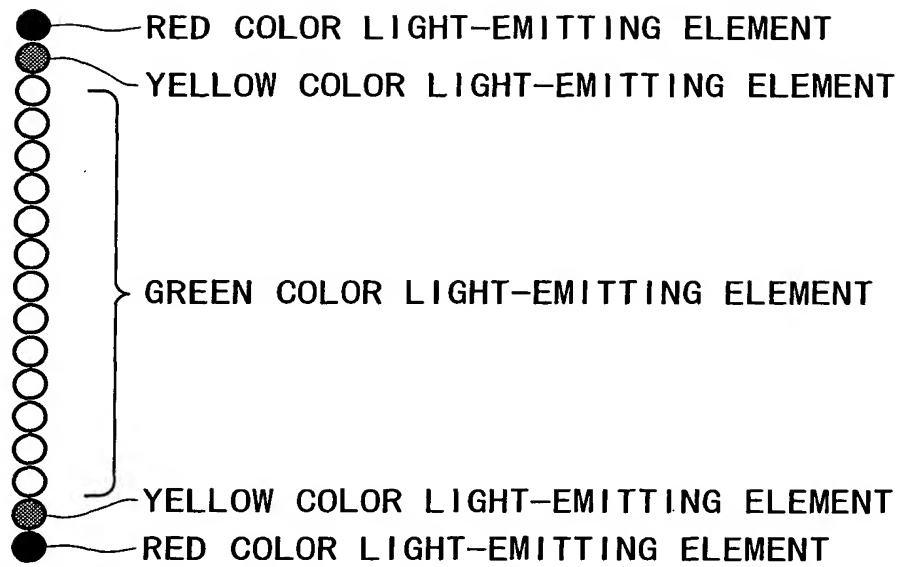 RED COLOR LIGHT-EMITTING ELEMENT
YELLOW COLOR LIGHT-EMITTING ELEMENT
GREEN COLOR LIGHT-EMITTING ELEMENT
YELLOW COLOR LIGHT-EMITTING ELEMENT
RED COLOR LIGHT-EMITTING ELEMENT